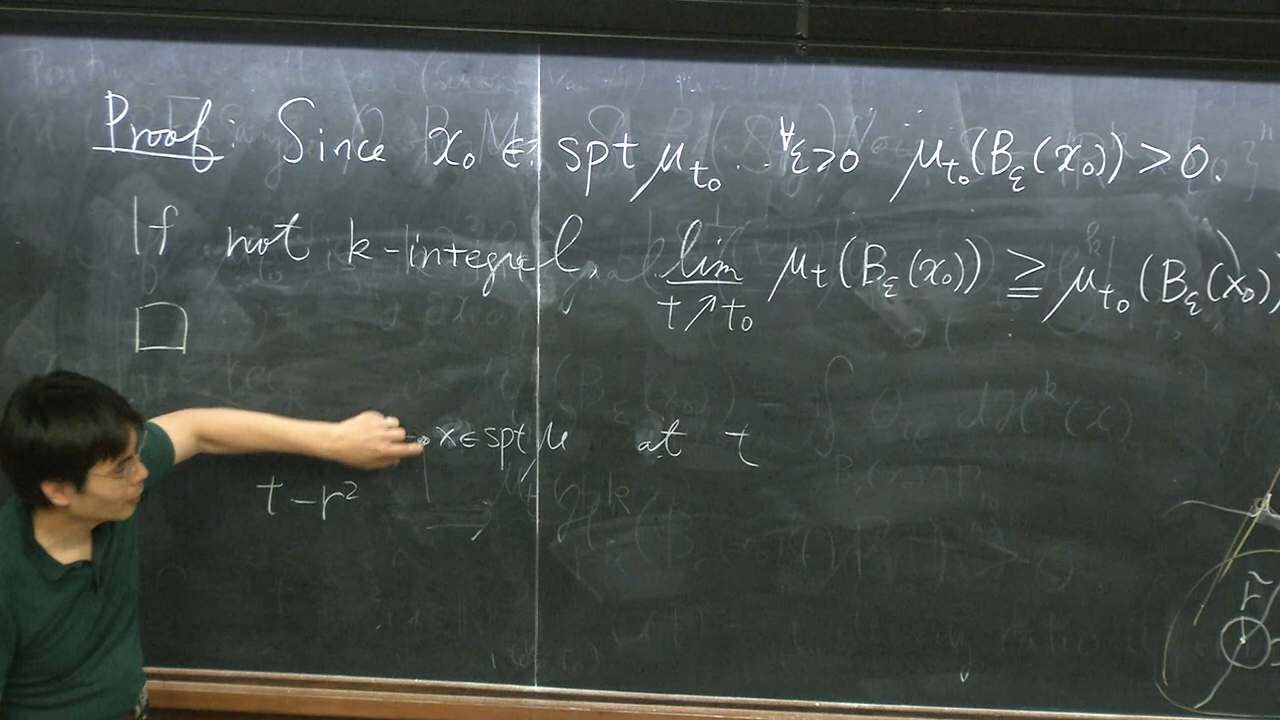 Proof: Since x₀ ∈ spt μ_{t₀} ∀ε>0 μ_{t₀}(B_ε(x₀))>0.
If not k-integral, lim t↗t₀ μ_t(B_ε(x₀)) ≧ μ_{t₀}(B_ε(x₀)
□
x ∈ spt μ at t
t-r²
r̃